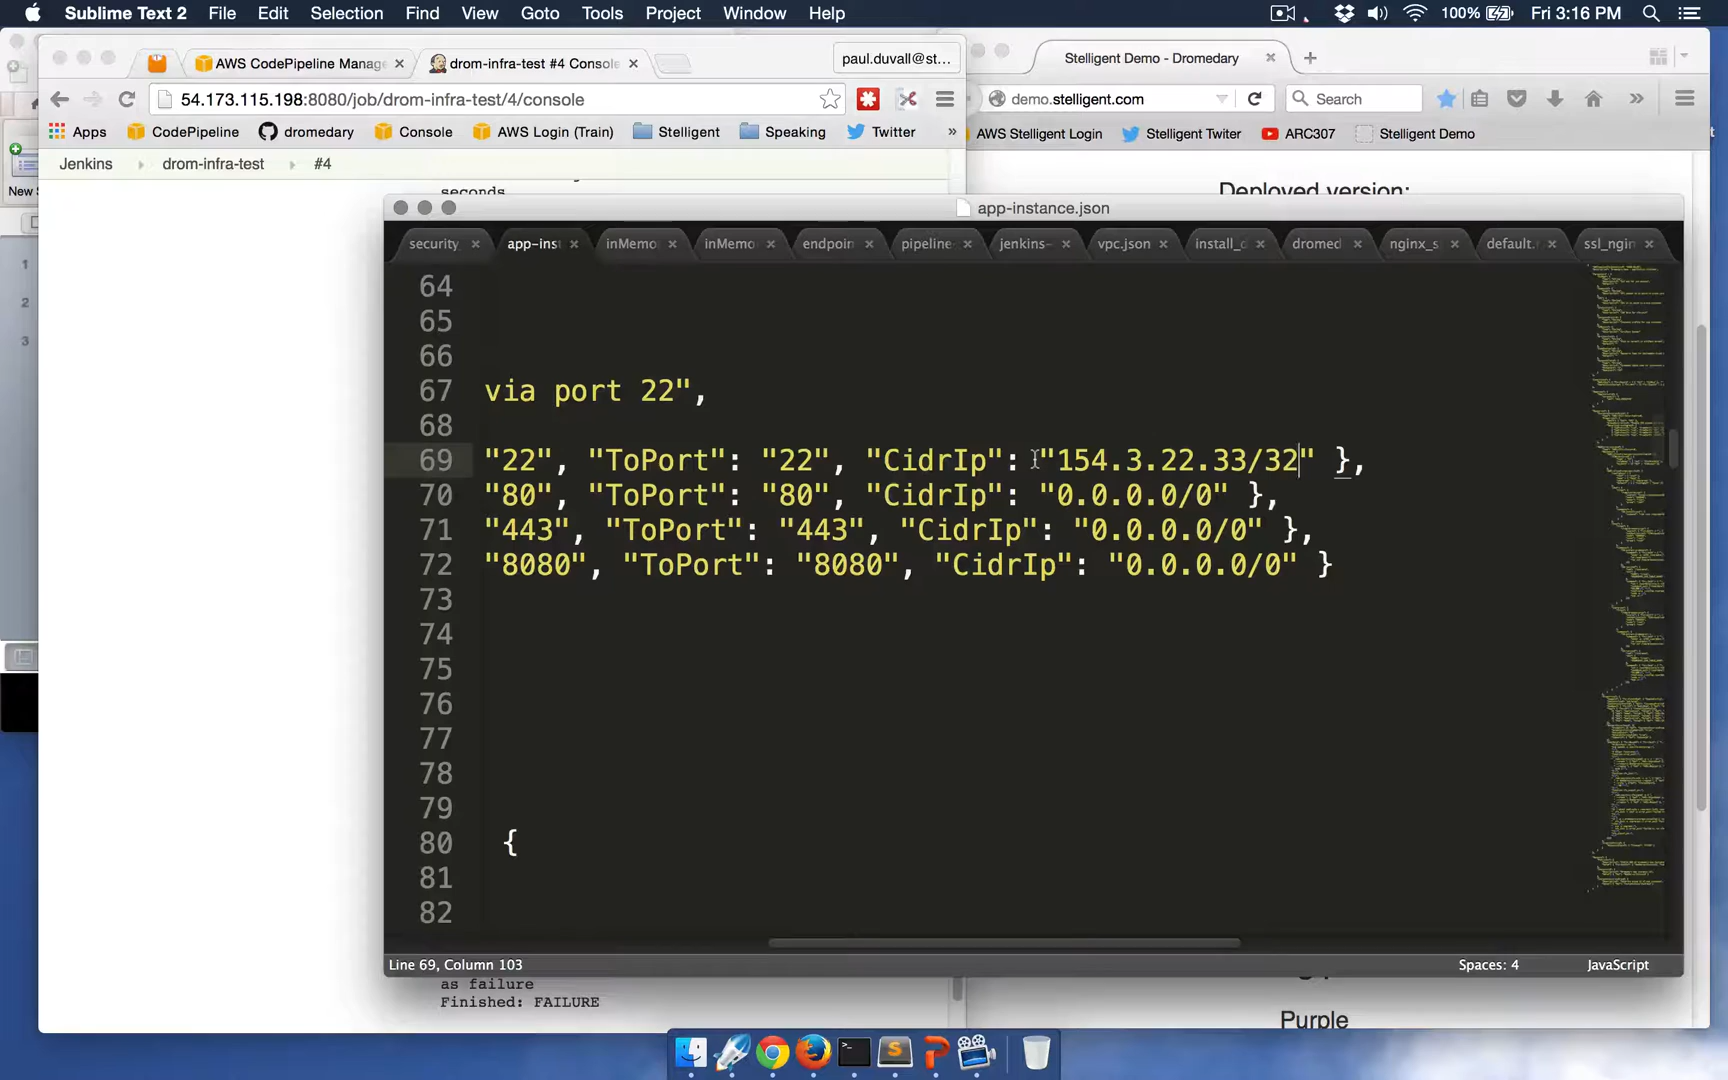 Sublime Text 2 File Edit Selection Find View Goto Tools Project Window Help 100% Fri 3:16 PM
AWS CodePipeline Manage drom-infra-test #4 Console paul.duvall@st... Stelligent Demo - Dromedary
54.173.115.198:8080/job/drom-infra-test/4/console demo.stelligent.com Search
Apps CodePipeline dromedary Console AWS Login (Train) Stelligent Speaking Twitter » AWS Stelligent Login Stelligent Twiter ARC307 Stelligent Demo
Jenkins drom-infra-test #4
New S
seconds
Deployed version:
app-instance.json
security app-inst inMemo inMemo endpoin pipeline- jenkins- vpc.json install_c dromed nginx_s default. ssl_ngin
1
2
3
64
65
66
67 via port 22",
68
69 "22", "ToPort": "22", "CidrIp": "154.3.22.33/32" },
70 "80", "ToPort": "80", "CidrIp": "0.0.0.0/0" },
71 "443", "ToPort": "443", "CidrIp": "0.0.0.0/0" },
72 "8080", "ToPort": "8080", "CidrIp": "0.0.0.0/0" }
73
74
75
76
77
78
79
80 {
81
82
Line 69, Column 103 Spaces: 4 JavaScript
as failure
Finished: FAILURE
Purple